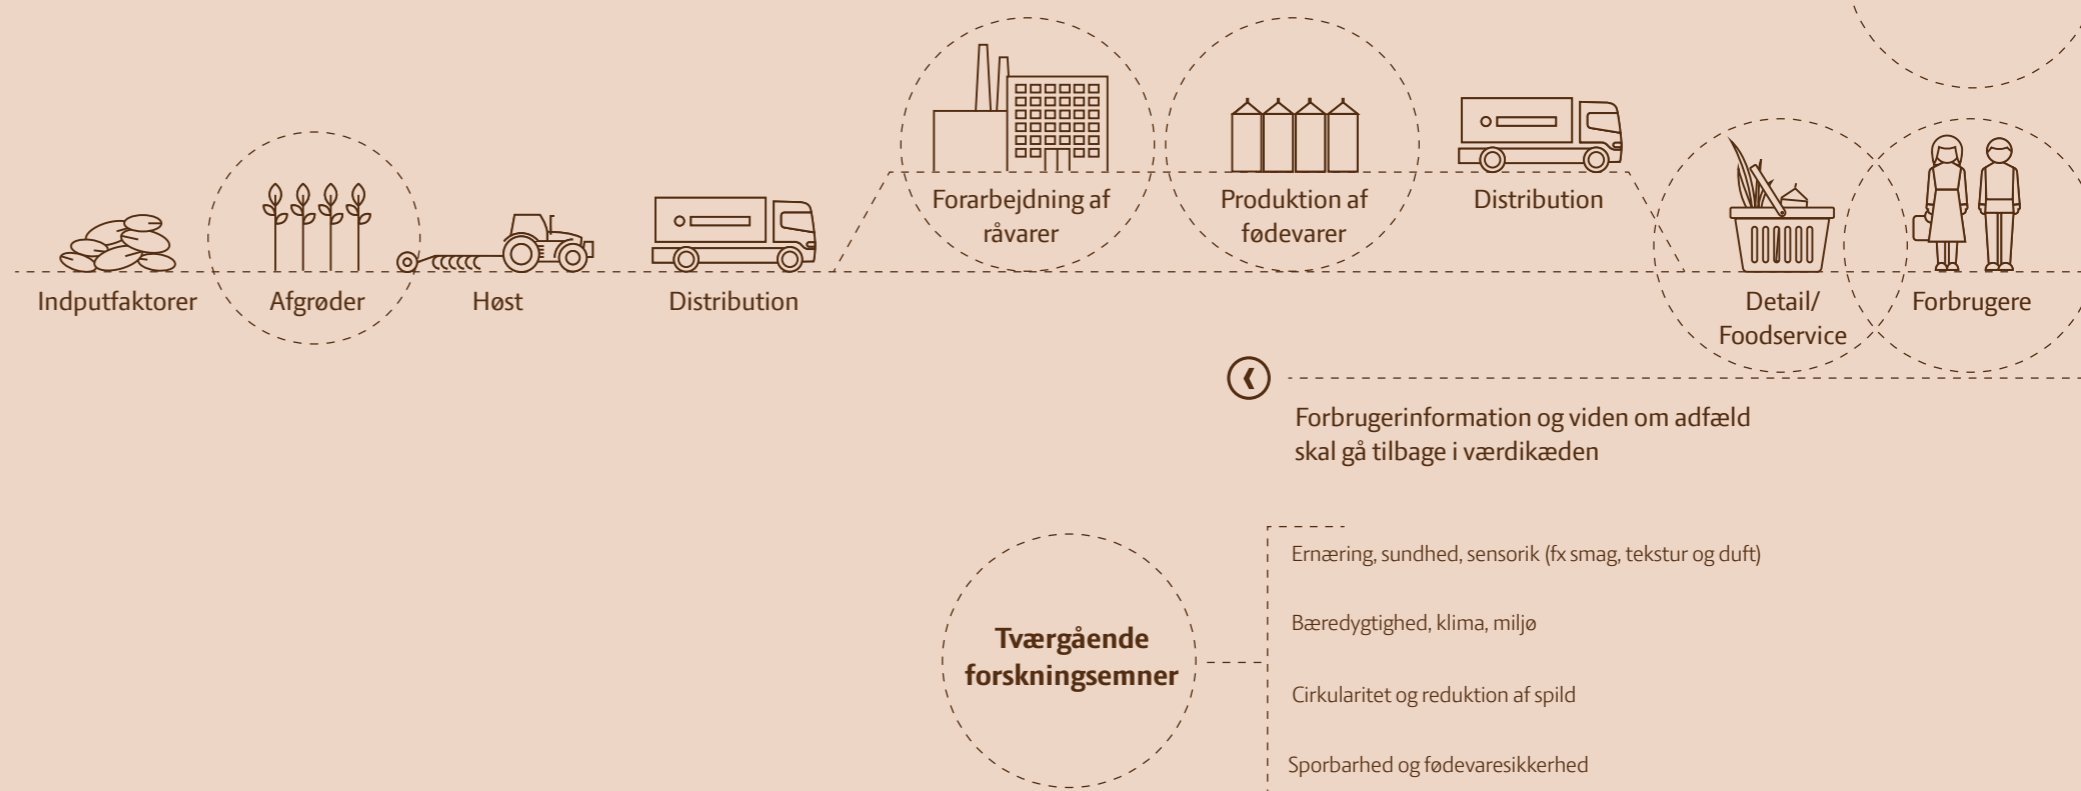 Indputfaktorer
Afgrøder
Høst
Distribution
Forarbejdning af
råvarer
Produktion af
fødevarer
Distribution
Detail/
Foodservice
Forbrugere
Forbrugerinformation og viden om adfæld
skal gå tilbage i værdikæden
Tværgående
forskningsemner
Ernæring, sundhed, sensorik (fx smag, tekstur og duft)
Bæredygtighed, klima, miljø
Cirkularitet og reduktion af spild
Sporbarhed og fødevaresikkerhed